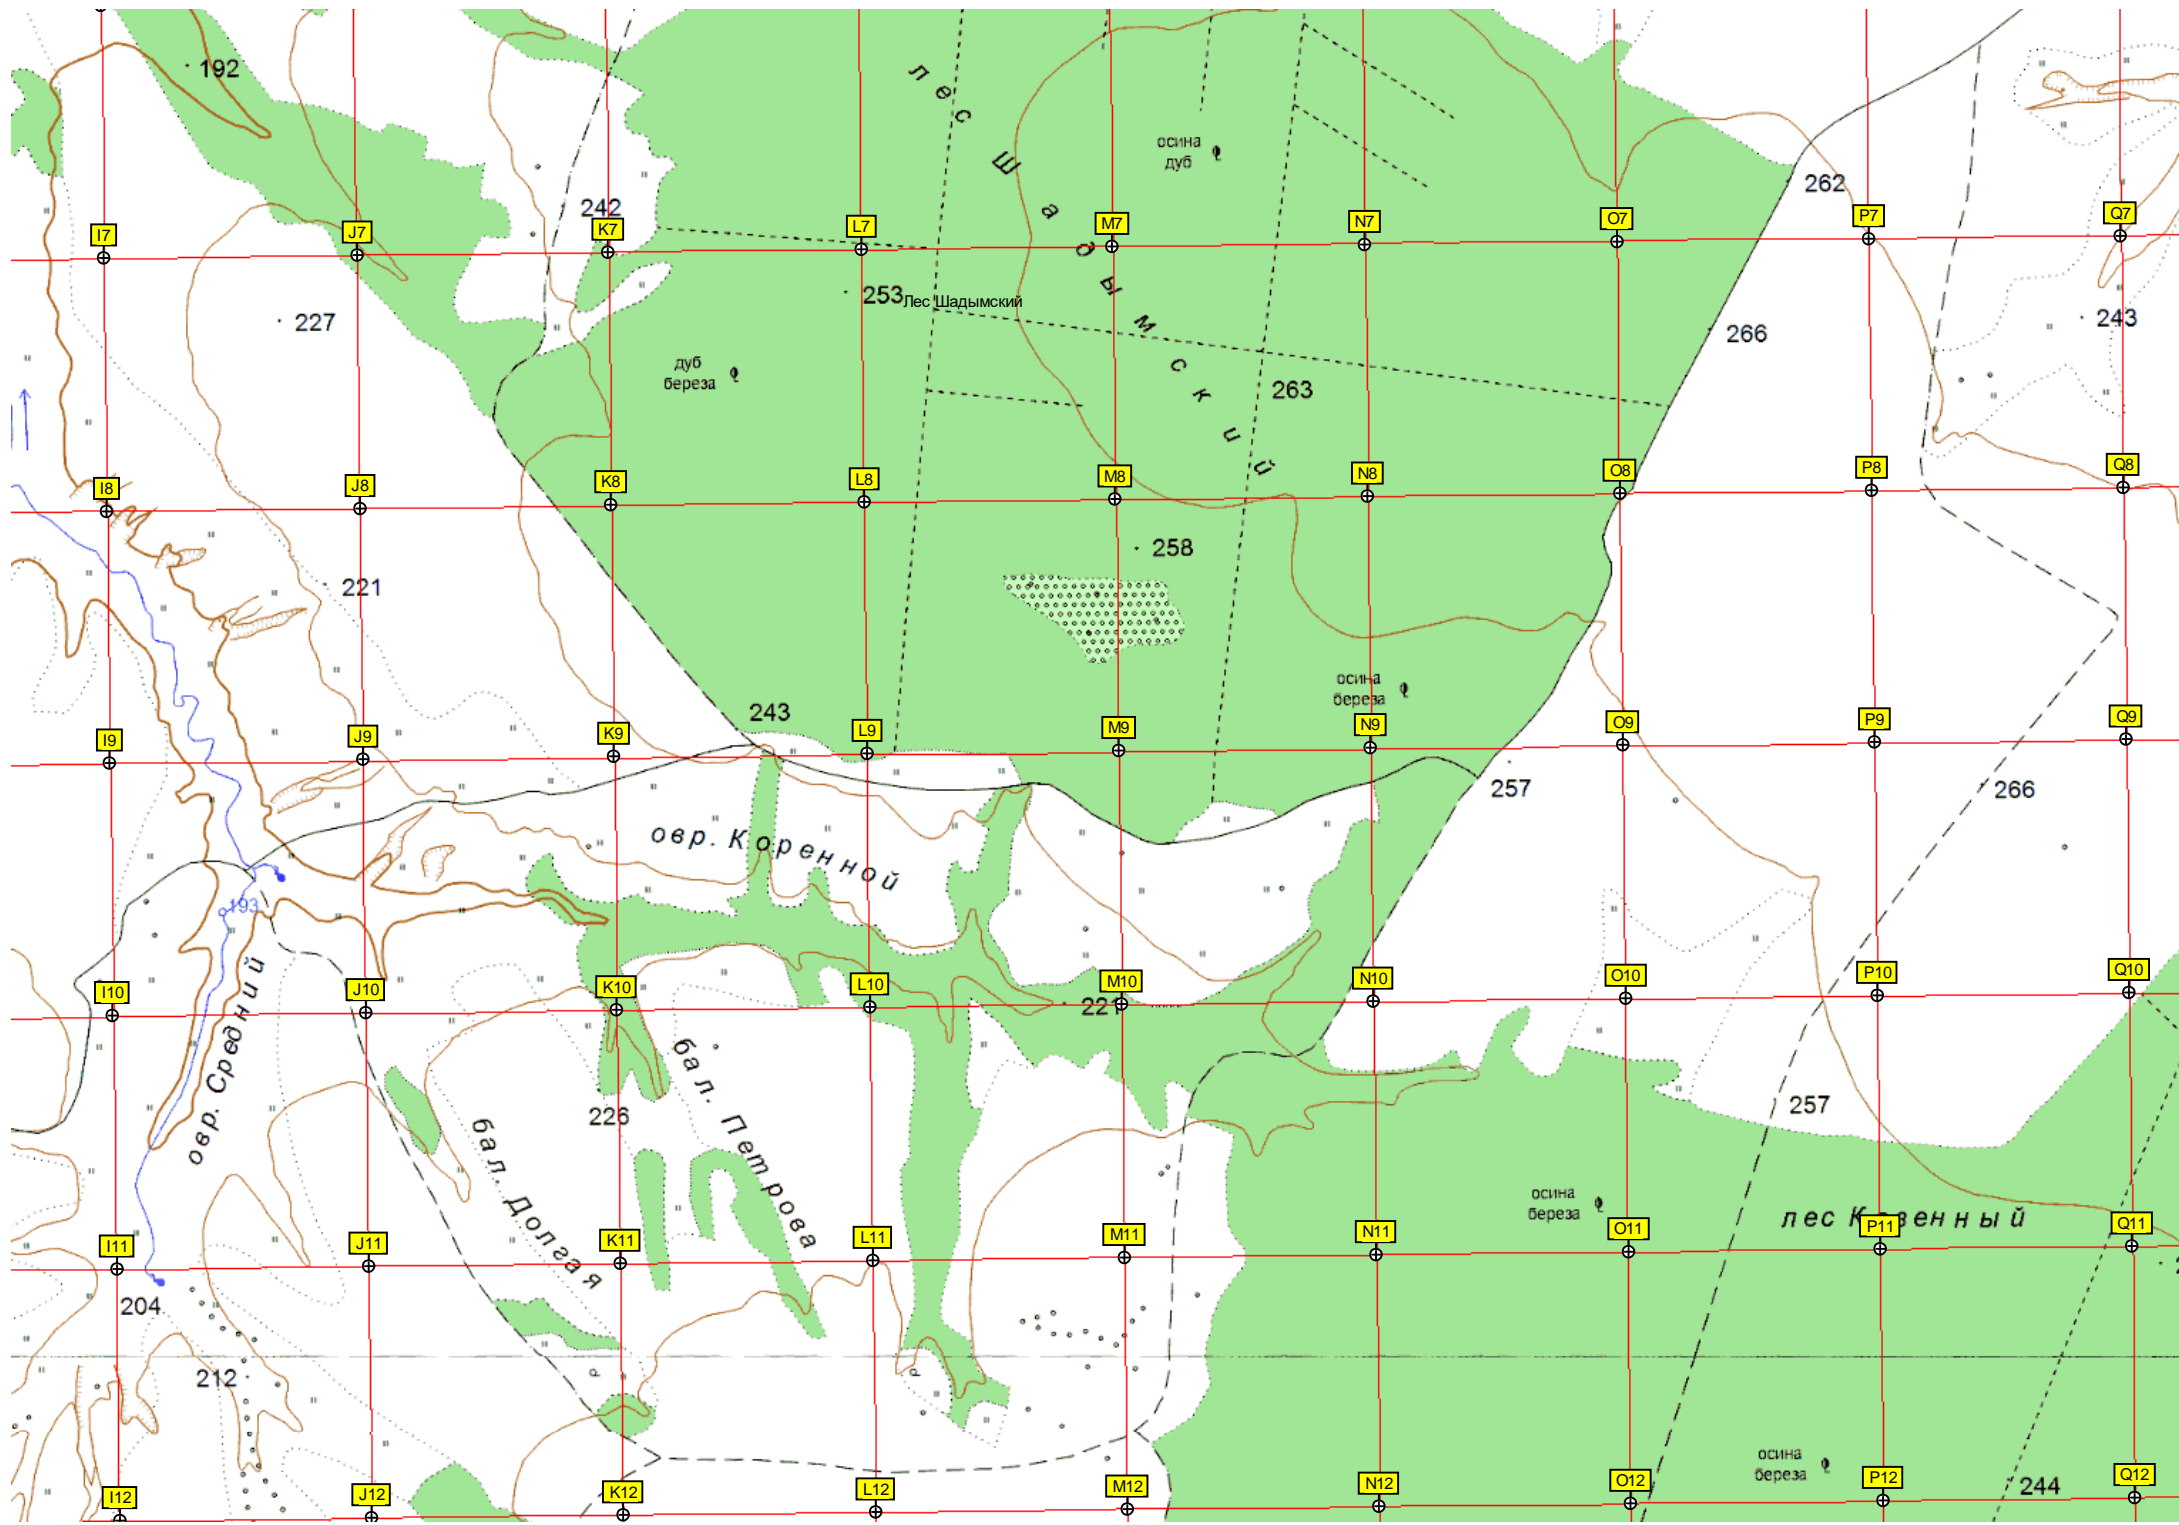 192
лес Шадымский
осина
дуб
262
242
I7
J7
K7
L7
M7
N7
O7
P7
Q7
253
Лес Шадымский
227
243
266
дуб
береза
263
I8
J8
K8
L8
M8
N8
O8
P8
Q8
258
221
осина
береза
243
I9
J9
K9
L9
M9
N9
O9
P9
Q9
257
266
овр. Коренной
193
овр. Средний
I10
J10
K10
L10
M10
N10
O10
P10
Q10
221
бал. Петрова
226
257
бал. Долгая
осина
береза
лес Казенный
I11
J11
K11
L11
M11
N11
O11
P11
Q11
204
212
осина
береза
244
I12
J12
K12
L12
M12
N12
O12
P12
Q12